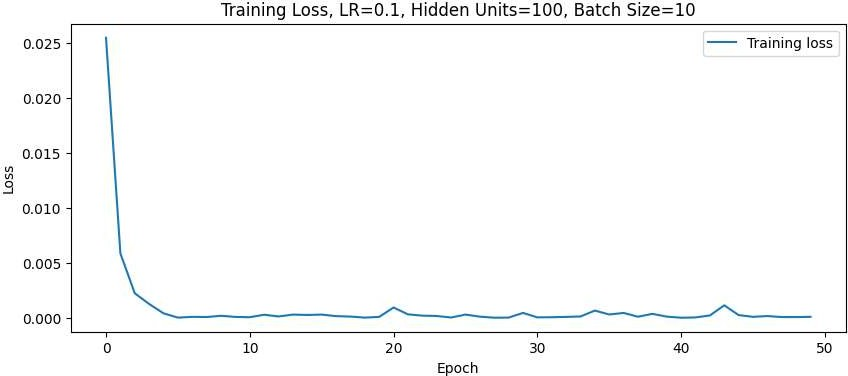 Training Loss, LR=0.1, Hidden Units=100, Batch Size=10
Training loss
Loss
0.025
0.020
0.015
0.010
0.005
0.000
0 10 20 30 40 50
Epoch